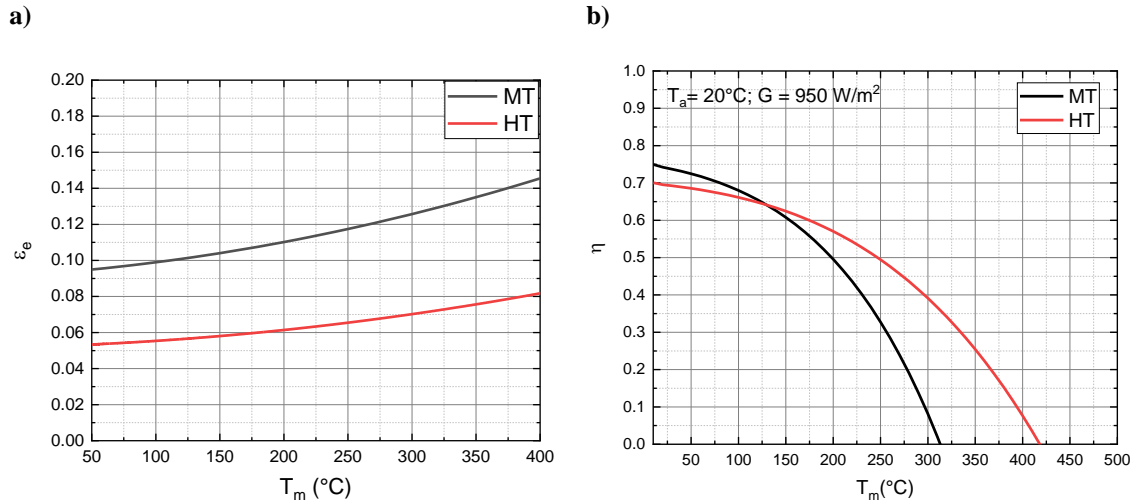 a)
0.20
0.18
0.16
0.14
0.12
0.10
0.08
0.06
0.04
0.02
0.00
εe
50 100 150 200 250 300 350 400
Tm (°C)
MT
HT
b)
1.0
0.9
0.8
0.7
0.6
0.5
0.4
0.3
0.2
0.1
0.0
η
Ta= 20°C; G = 950 W/m²
MT
HT
50 100 150 200 250 300 350 400 450 500
Tm(°C)